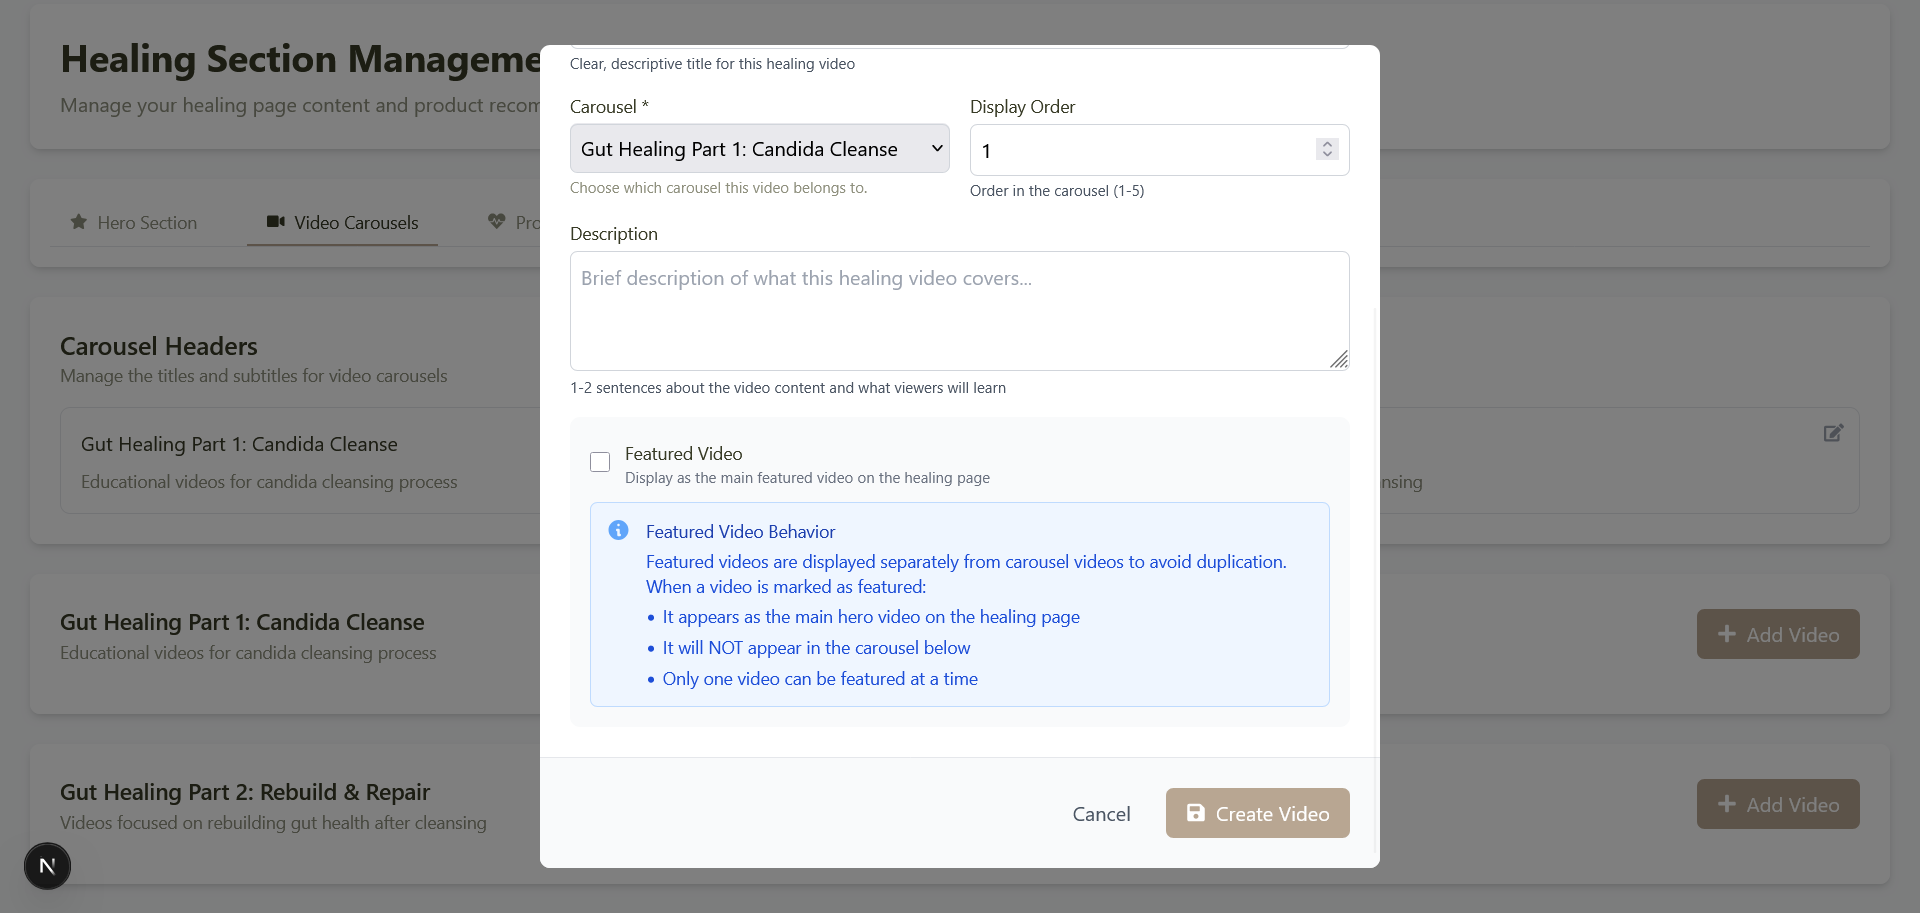 Healing Section Manageme
Manage your healing page content and product recom
Hero Section
Video Carousels
Pro
Carousel Headers
Manage the titles and subtitles for video carousels
Gut Healing Part 1: Candida Cleanse
Educational videos for candida cleansing process
nsing
Gut Healing Part 1: Candida Cleanse
Educational videos for candida cleansing process
+ Add Video
Gut Healing Part 2: Rebuild & Repair
Videos focused on rebuilding gut health after cleansing
+ Add Video
N
Clear, descriptive title for this healing video
Carousel *
Gut Healing Part 1: Candida Cleanse
Choose which carousel this video belongs to.
Display Order
1
Order in the carousel (1-5)
Description
Brief description of what this healing video covers...
1-2 sentences about the video content and what viewers will learn
Featured Video
Display as the main featured video on the healing page
Featured Video Behavior
Featured videos are displayed separately from carousel videos to avoid duplication.
When a video is marked as featured:
• It appears as the main hero video on the healing page
• It will NOT appear in the carousel below
• Only one video can be featured at a time
Cancel
Create Video